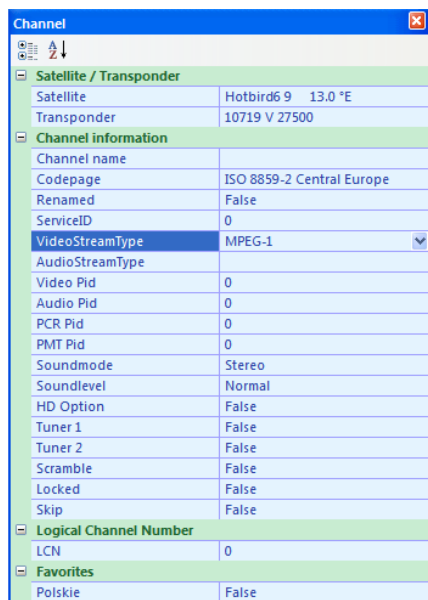 Channel
A Z
Satellite / Transponder
Satellite Hotbird6 9 13.0 °E
Transponder 10719 V 27500
Channel information
Channel name
Codepage ISO 8859-2 Central Europe
Renamed False
ServiceID 0
VideoStreamType MPEG-1
AudioStreamType
Video Pid 0
Audio Pid 0
PCR Pid 0
PMT Pid 0
Soundmode Stereo
Soundlevel Normal
HD Option False
Tuner 1 False
Tuner 2 False
Scramble False
Locked False
Skip False
Logical Channel Number
LCN 0
Favorites
Polskie False